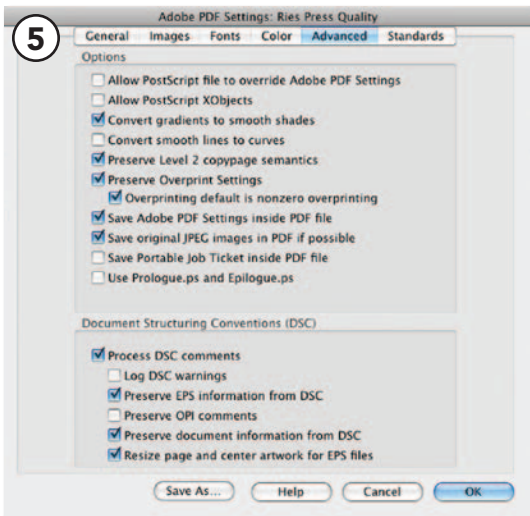 Adobe PDF Settings: Ries Press Quality
5
General Images Fonts Color Advanced Standards
Options
Allow PostScript file to override Adobe PDF Settings
Allow PostScript XObjects
Convert gradients to smooth shades
Convert smooth lines to curves
Preserve Level 2 copypage semantics
Preserve Overprint Settings
Overprinting default is nonzero overprinting
Save Adobe PDF Settings inside PDF file
Save original JPEG images in PDF if possible
Save Portable Job Ticket inside PDF file
Use Prologue.ps and Epilogue.ps
Document Structuring Conventions (DSC)
Process DSC comments
Log DSC warnings
Preserve EPS information from DSC
Preserve OPI comments
Preserve document information from DSC
Resize page and center artwork for EPS files
Save As... Help Cancel OK